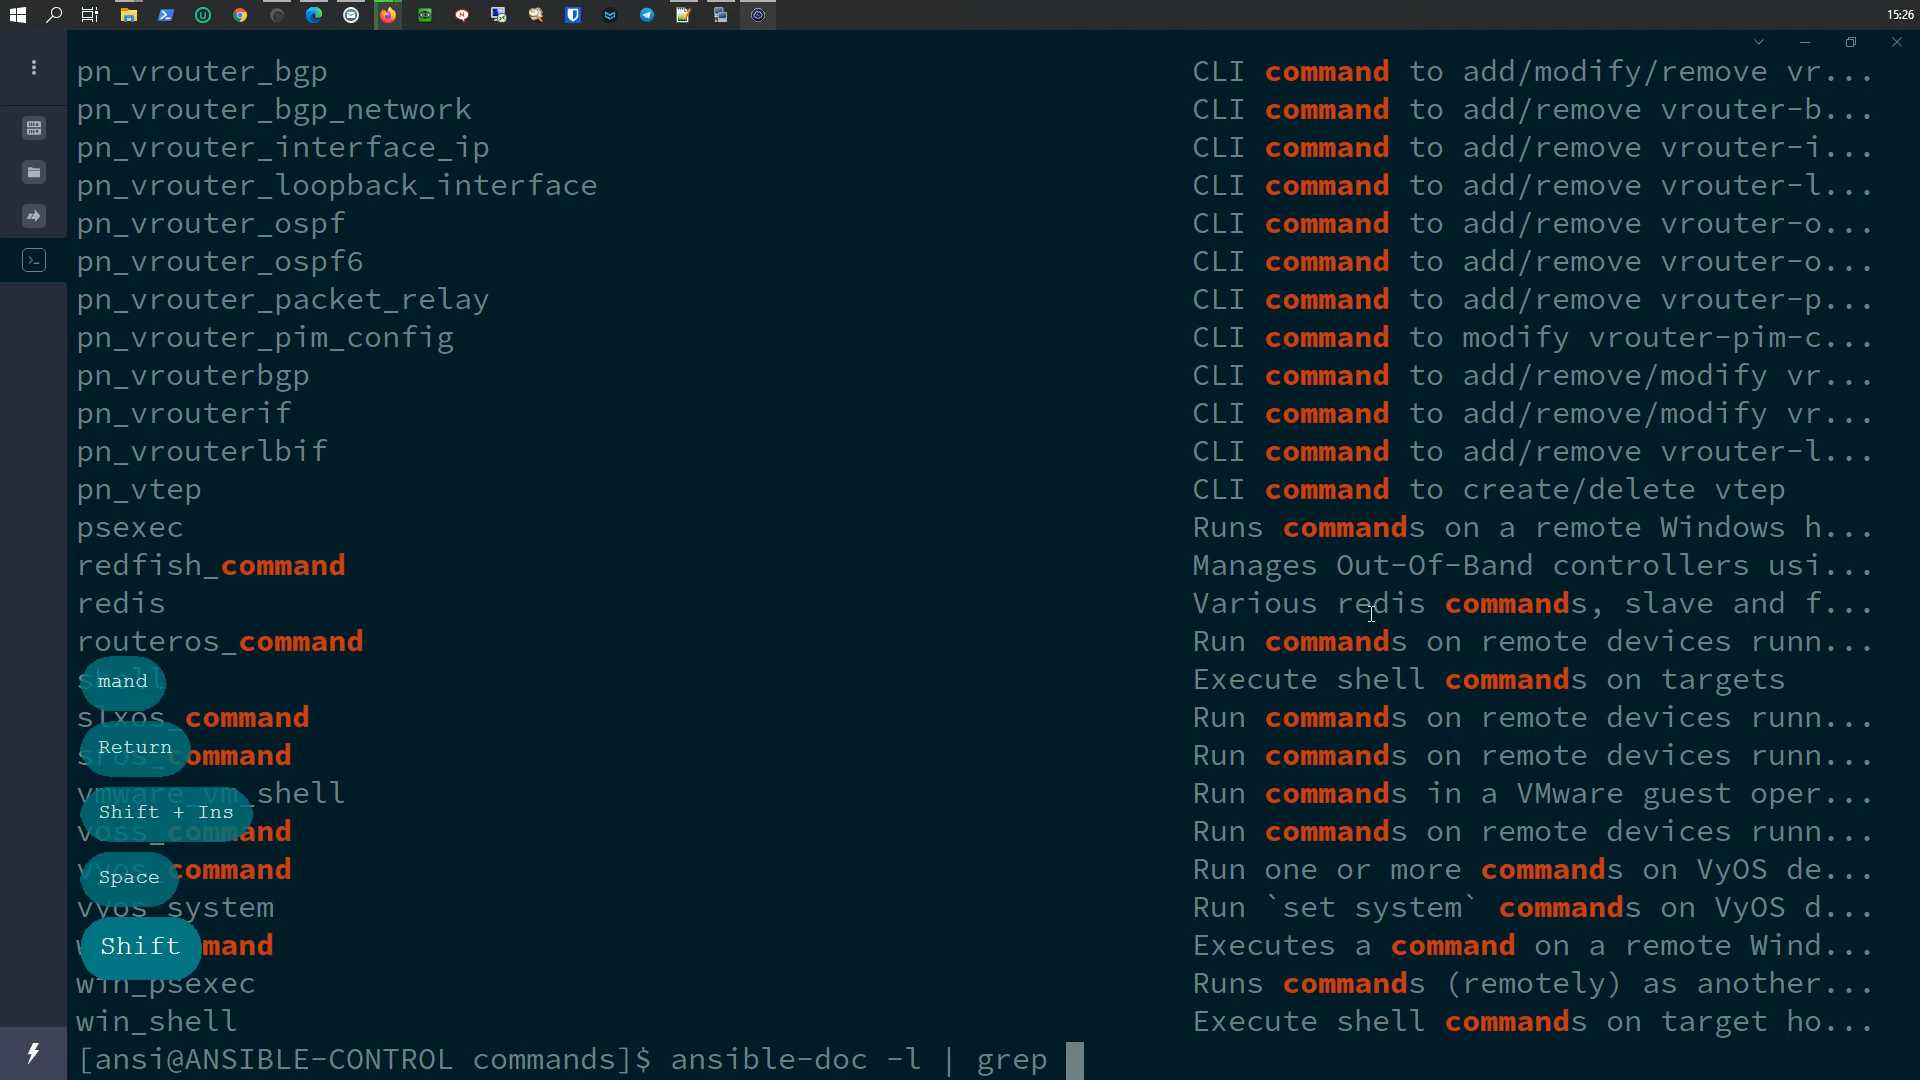 15:26
pn_vrouter_bgp CLI command to add/modify/remove vr...
pn_vrouter_bgp_network CLI command to add/remove vrouter-b...
pn_vrouter_interface_ip CLI command to add/remove vrouter-i...
pn_vrouter_loopback_interface CLI command to add/remove vrouter-l...
pn_vrouter_ospf CLI command to add/remove vrouter-o...
pn_vrouter_ospf6 CLI command to add/remove vrouter-o...
pn_vrouter_packet_relay CLI command to add/remove vrouter-p...
pn_vrouter_pim_config CLI command to modify vrouter-pim-c...
pn_vrouterbgp CLI command to add/remove/modify vr...
pn_vrouterif CLI command to add/remove/modify vr...
pn_vrouterlbif CLI command to add/remove vrouter-l...
pn_vtep CLI command to create/delete vtep
psexec Runs commands on a remote Windows h...
redfish_command Manages Out-Of-Band controllers usi...
redis Various redis commands, slave and f...
routeros_command Run commands on remote devices runn...
shell Execute shell commands on targets
mand
slxos_command Run commands on remote devices runn...
Return
sros_command Run commands on remote devices runn...
vmware_vm_shell Run commands in a VMware guest oper...
Shift + Ins
voss_command Run commands on remote devices runn...
vyos_command Run one or more commands on VyOS de...
Space
vyos_system Run `set system` commands on VyOS d...
Shift
mand Executes a command on a remote Wind...
win_psexec Runs commands (remotely) as another...
win_shell Execute shell commands on target ho...
[ansi@ANSIBLE-CONTROL commands]$ ansible-doc -l | grep